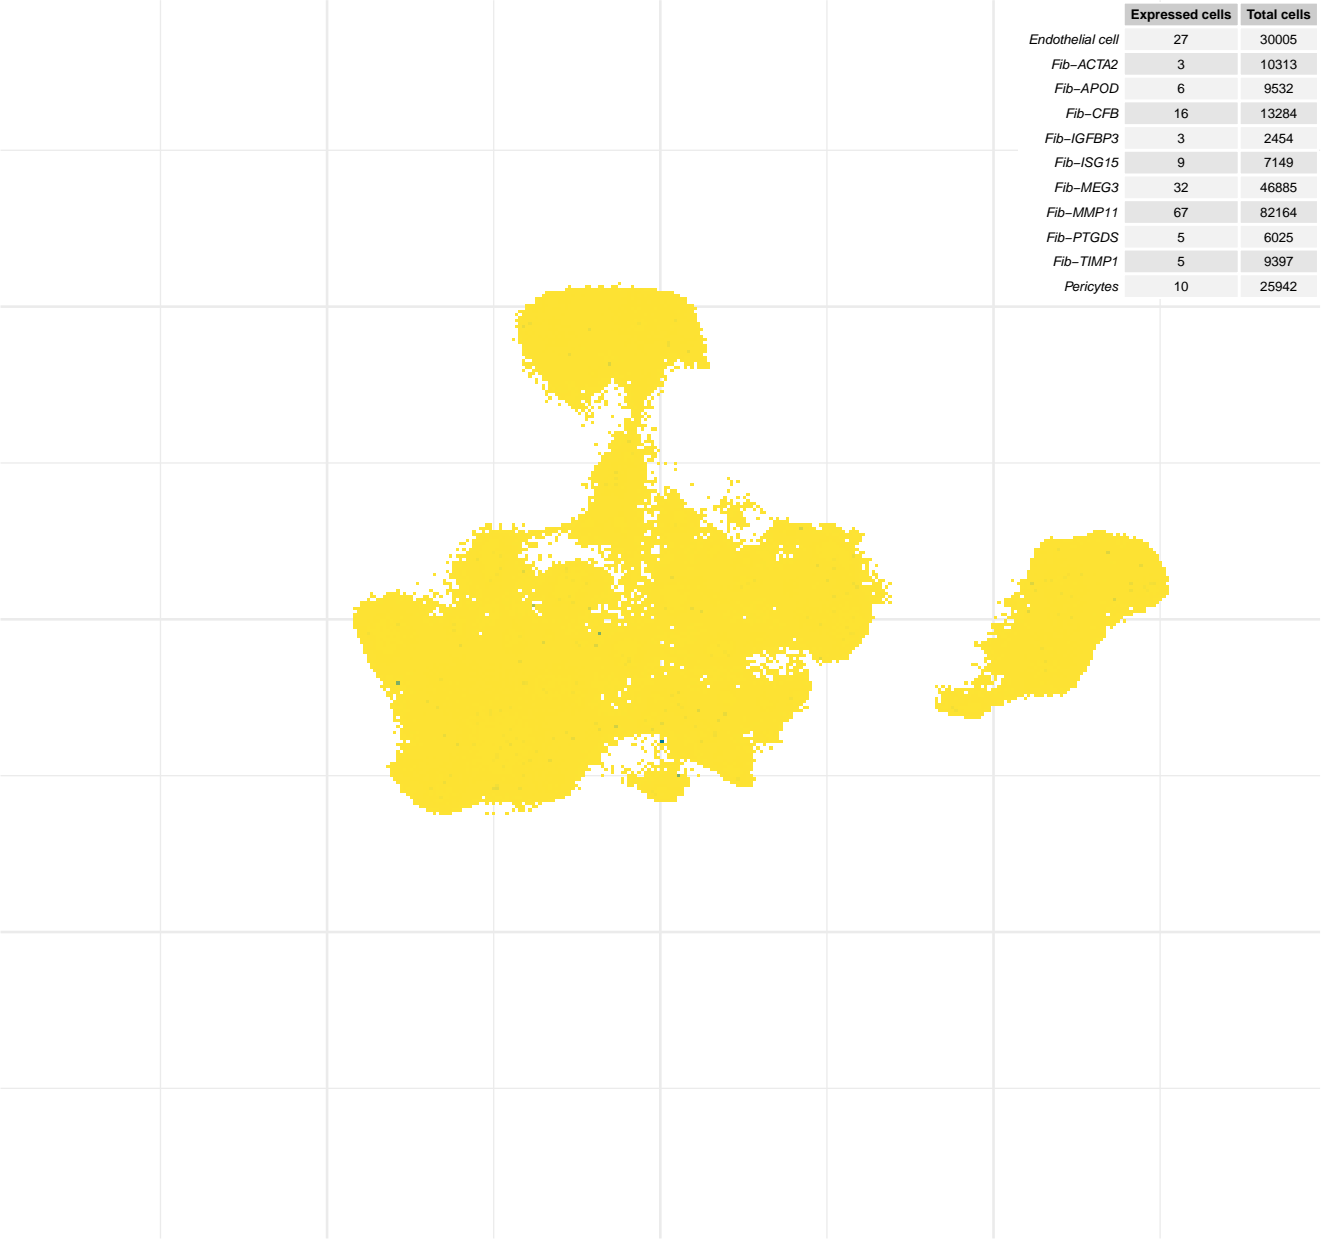 Expressed cells Total cells
Endothelial cell 27 30005
Fib−ACTA2 3 10313
Fib−APOD 6 9532
Fib−CFB 16 13284
Fib−IGFBP3 3 2454
Fib−ISG15 9 7149
Fib−MEG3 32 46885
Fib−MMP11 67 82164
Fib−PTGDS 5 6025
Fib−TIMP1 5 9397
Pericytes 10 25942